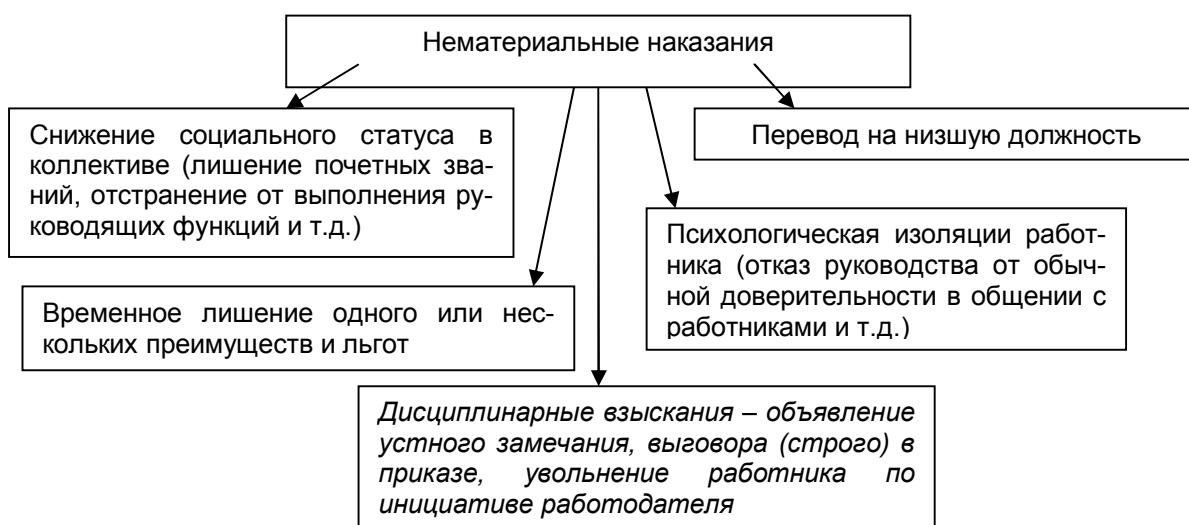 Нематериальные наказания
Снижение социального статуса в
коллективе (лишение почетных зва-
ний, отстранение от выполнения ру-
ководящих функций и т.д.)
Перевод на низшую должность
Психологическая изоляции работ-
ника (отказ руководства от обыч-
ной доверительности в общении с
работниками и т.д.)
Временное лишение одного или нес-
кольких преимуществ и льгот
Дисциплинарные взыскания – объявление
устного замечания, выговора (строго) в
приказе, увольнение работника по
инициативе работодателя